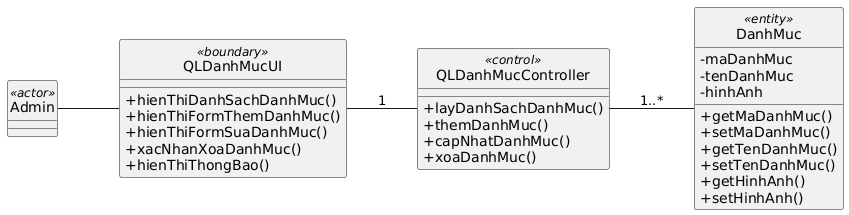 «actor»
Admin
«boundary»
QLDanhMucUI
+hienThiDanhSachDanhMuc()
+hienThiFormThemDanhMuc()
+hienThiFormSuaDanhMuc()
+xacNhanXoaDanhMuc()
+hienThiThongBao()
1
«control»
QLDanhMucController
+layDanhSachDanhMuc()
+themDanhMuc()
+capNhatDanhMuc()
+xoaDanhMuc()
1..*
«entity»
DanhMuc
-maDanhMuc
-tenDanhMuc
-hinhAnh
+getMaDanhMuc()
+setMaDanhMuc()
+getTenDanhMuc()
+setTenDanhMuc()
+getHinhAnh()
+setHinhAnh()